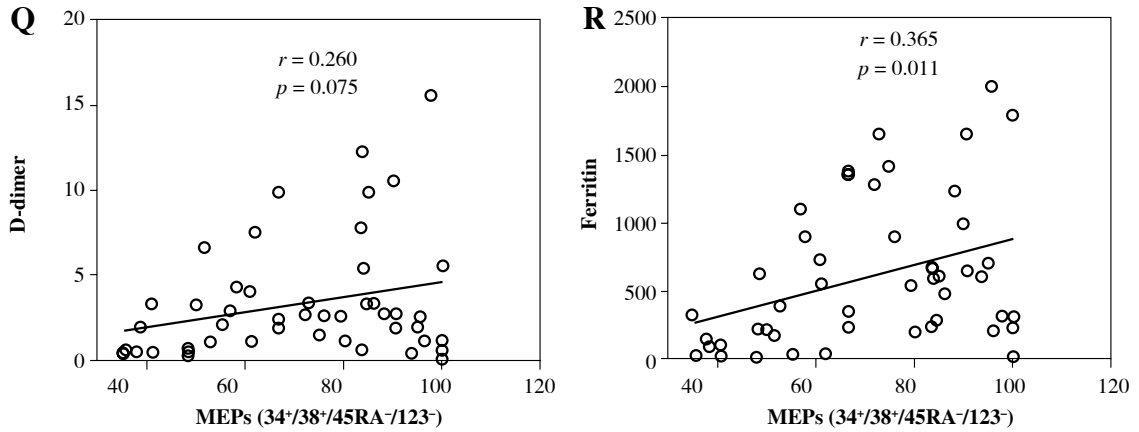 Q
20
15
10
5
0
r = 0.260
p = 0.075
D-dimer
40 60 80 100 120
MEPs (34⁺/38⁺/45RA⁻/123⁻)
R
2500
2000
1500
1000
500
0
r = 0.365
p = 0.011
Ferritin
40 60 80 100 120
MEPs (34⁺/38⁺/45RA⁻/123⁻)